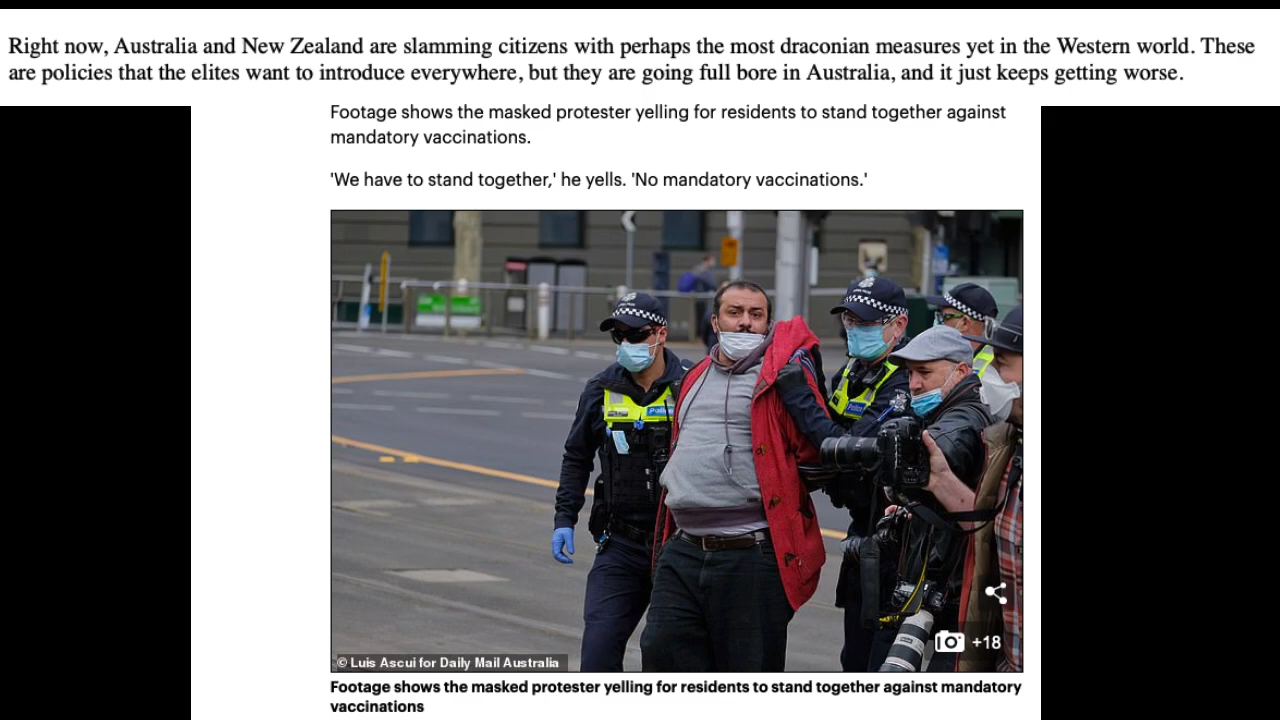 Right now, Australia and New Zealand are slamming citizens with perhaps the most draconian measures yet in the Western world. These
are policies that the elites want to introduce everywhere, but they are going full bore in Australia, and it just keeps getting worse.
Footage shows the masked protester yelling for residents to stand together against
mandatory vaccinations.
'We have to stand together,' he yells. 'No mandatory vaccinations.'
Police
Police
+18
© Luis Ascui for Daily Mail Australia
Footage shows the masked protester yelling for residents to stand together against mandatory
vaccinations